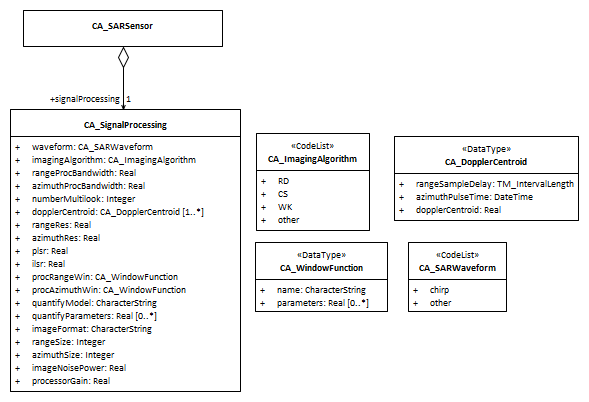 CA_SARSensor
+signalProcessing 1
CA_SignalProcessing
+ waveform: CA_SARWaveform
+ imagingAlgorithm: CA_ImagingAlgorithm
+ rangeProcBandwidth: Real
+ azimuthProcBandwidth: Real
+ numberMultilook: Integer
+ dopplerCentroid: CA_DopplerCentroid [1..*]
+ rangeRes: Real
+ azimuthRes: Real
+ plsr: Real
+ ilsr: Real
+ procRangeWin: CA_WindowFunction
+ procAzimuthWin: CA_WindowFunction
+ quantifyModel: CharacterString
+ quantifyParameters: Real [0..*]
+ imageFormat: CharacterString
+ rangeSize: Integer
+ azimuthSize: Integer
+ imageNoisePower: Real
+ processorGain: Real
«CodeList»
CA_ImagingAlgorithm
+ RD
+ CS
+ WK
+ other
«DataType»
CA_DopplerCentroid
+ rangeSampleDelay: TM_IntervalLength
+ azimuthPulseTime: DateTime
+ dopplerCentroid: Real
«DataType»
CA_WindowFunction
+ name: CharacterString
+ parameters: Real [0..*]
«CodeList»
CA_SARWaveform
+ chirp
+ other